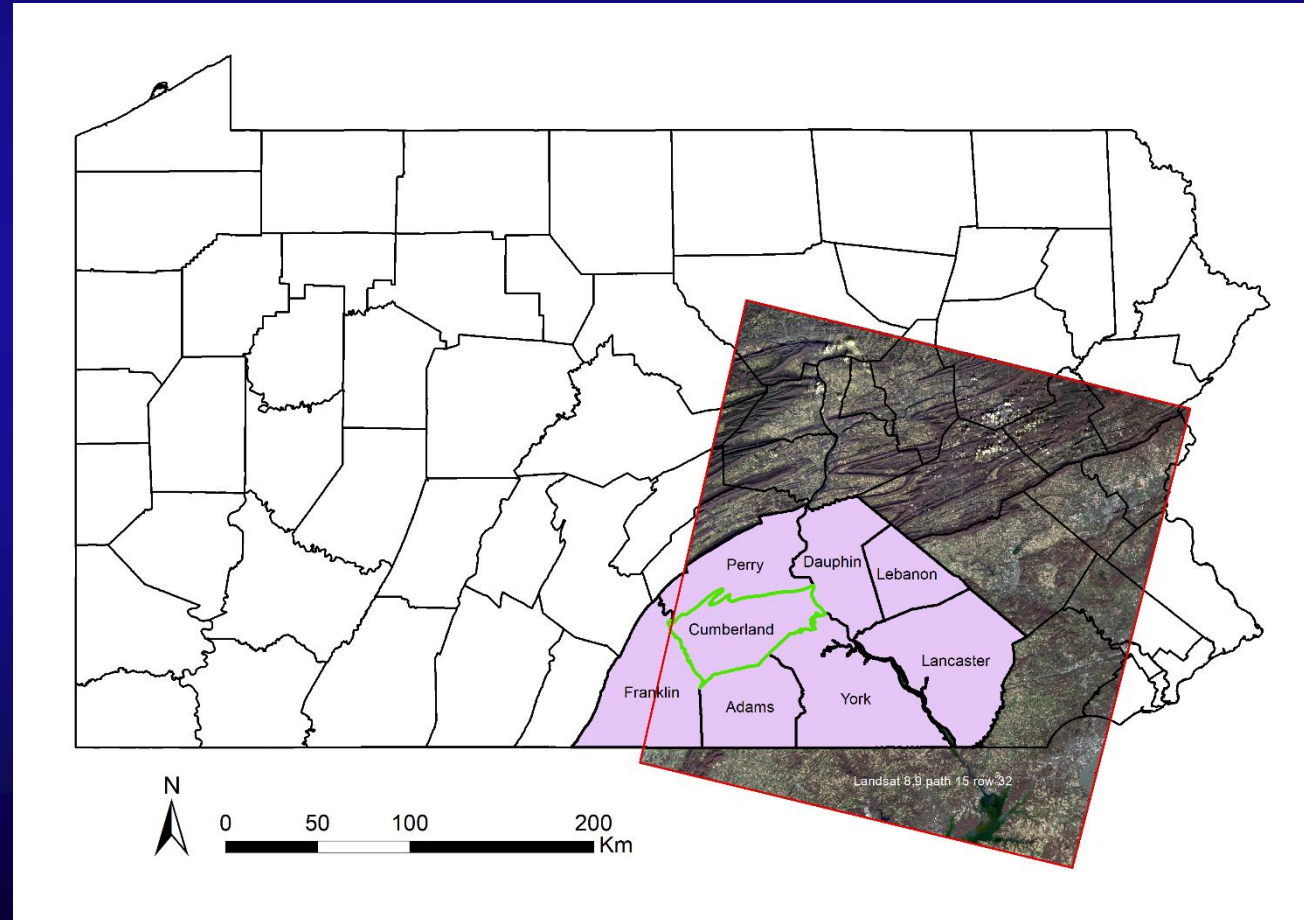 Perry
Dauphin
Lebanon
Cumberland
Lancaster
Franklin
Adams
York
Landsat 8,9 path 15 row 32
N
0 50 100 200
Km